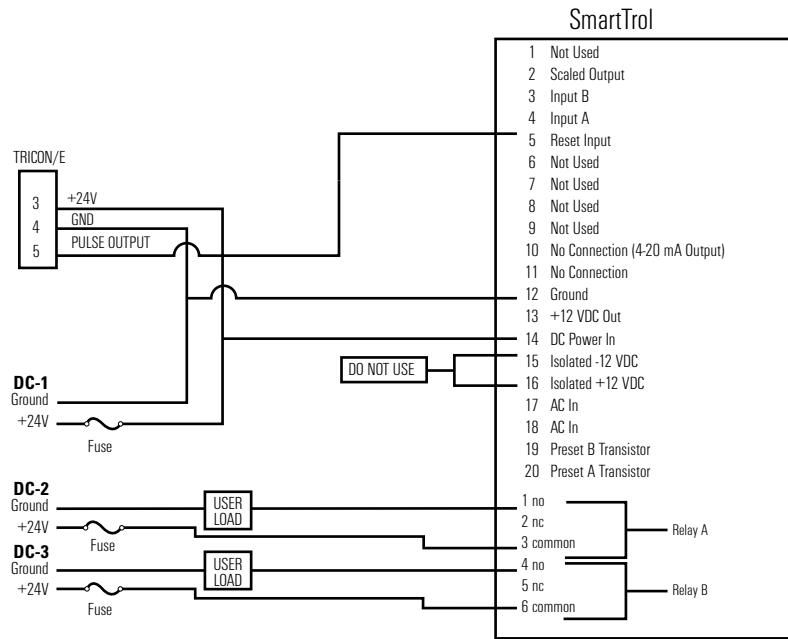 SmartTrol
1 Not Used
2 Scaled Output
3 Input B
4 Input A
5 Reset Input
6 Not Used
7 Not Used
8 Not Used
9 Not Used
10 No Connection (4-20 mA Output)
11 No Connection
12 Ground
13 +12 VDC Out
14 DC Power In
15 Isolated -12 VDC
16 Isolated +12 VDC
17 AC In
18 AC In
19 Preset B Transistor
20 Preset A Transistor
1 no
2 nc
3 common
Relay A
4 no
5 nc
6 common
Relay B
TRICON/E
3 +24V
4 GND
5 PULSE OUTPUT
DO NOT USE
DC-1
Ground
+24V
Fuse
DC-2
Ground
USER
LOAD
+24V
Fuse
DC-3
Ground
USER
LOAD
+24V
Fuse